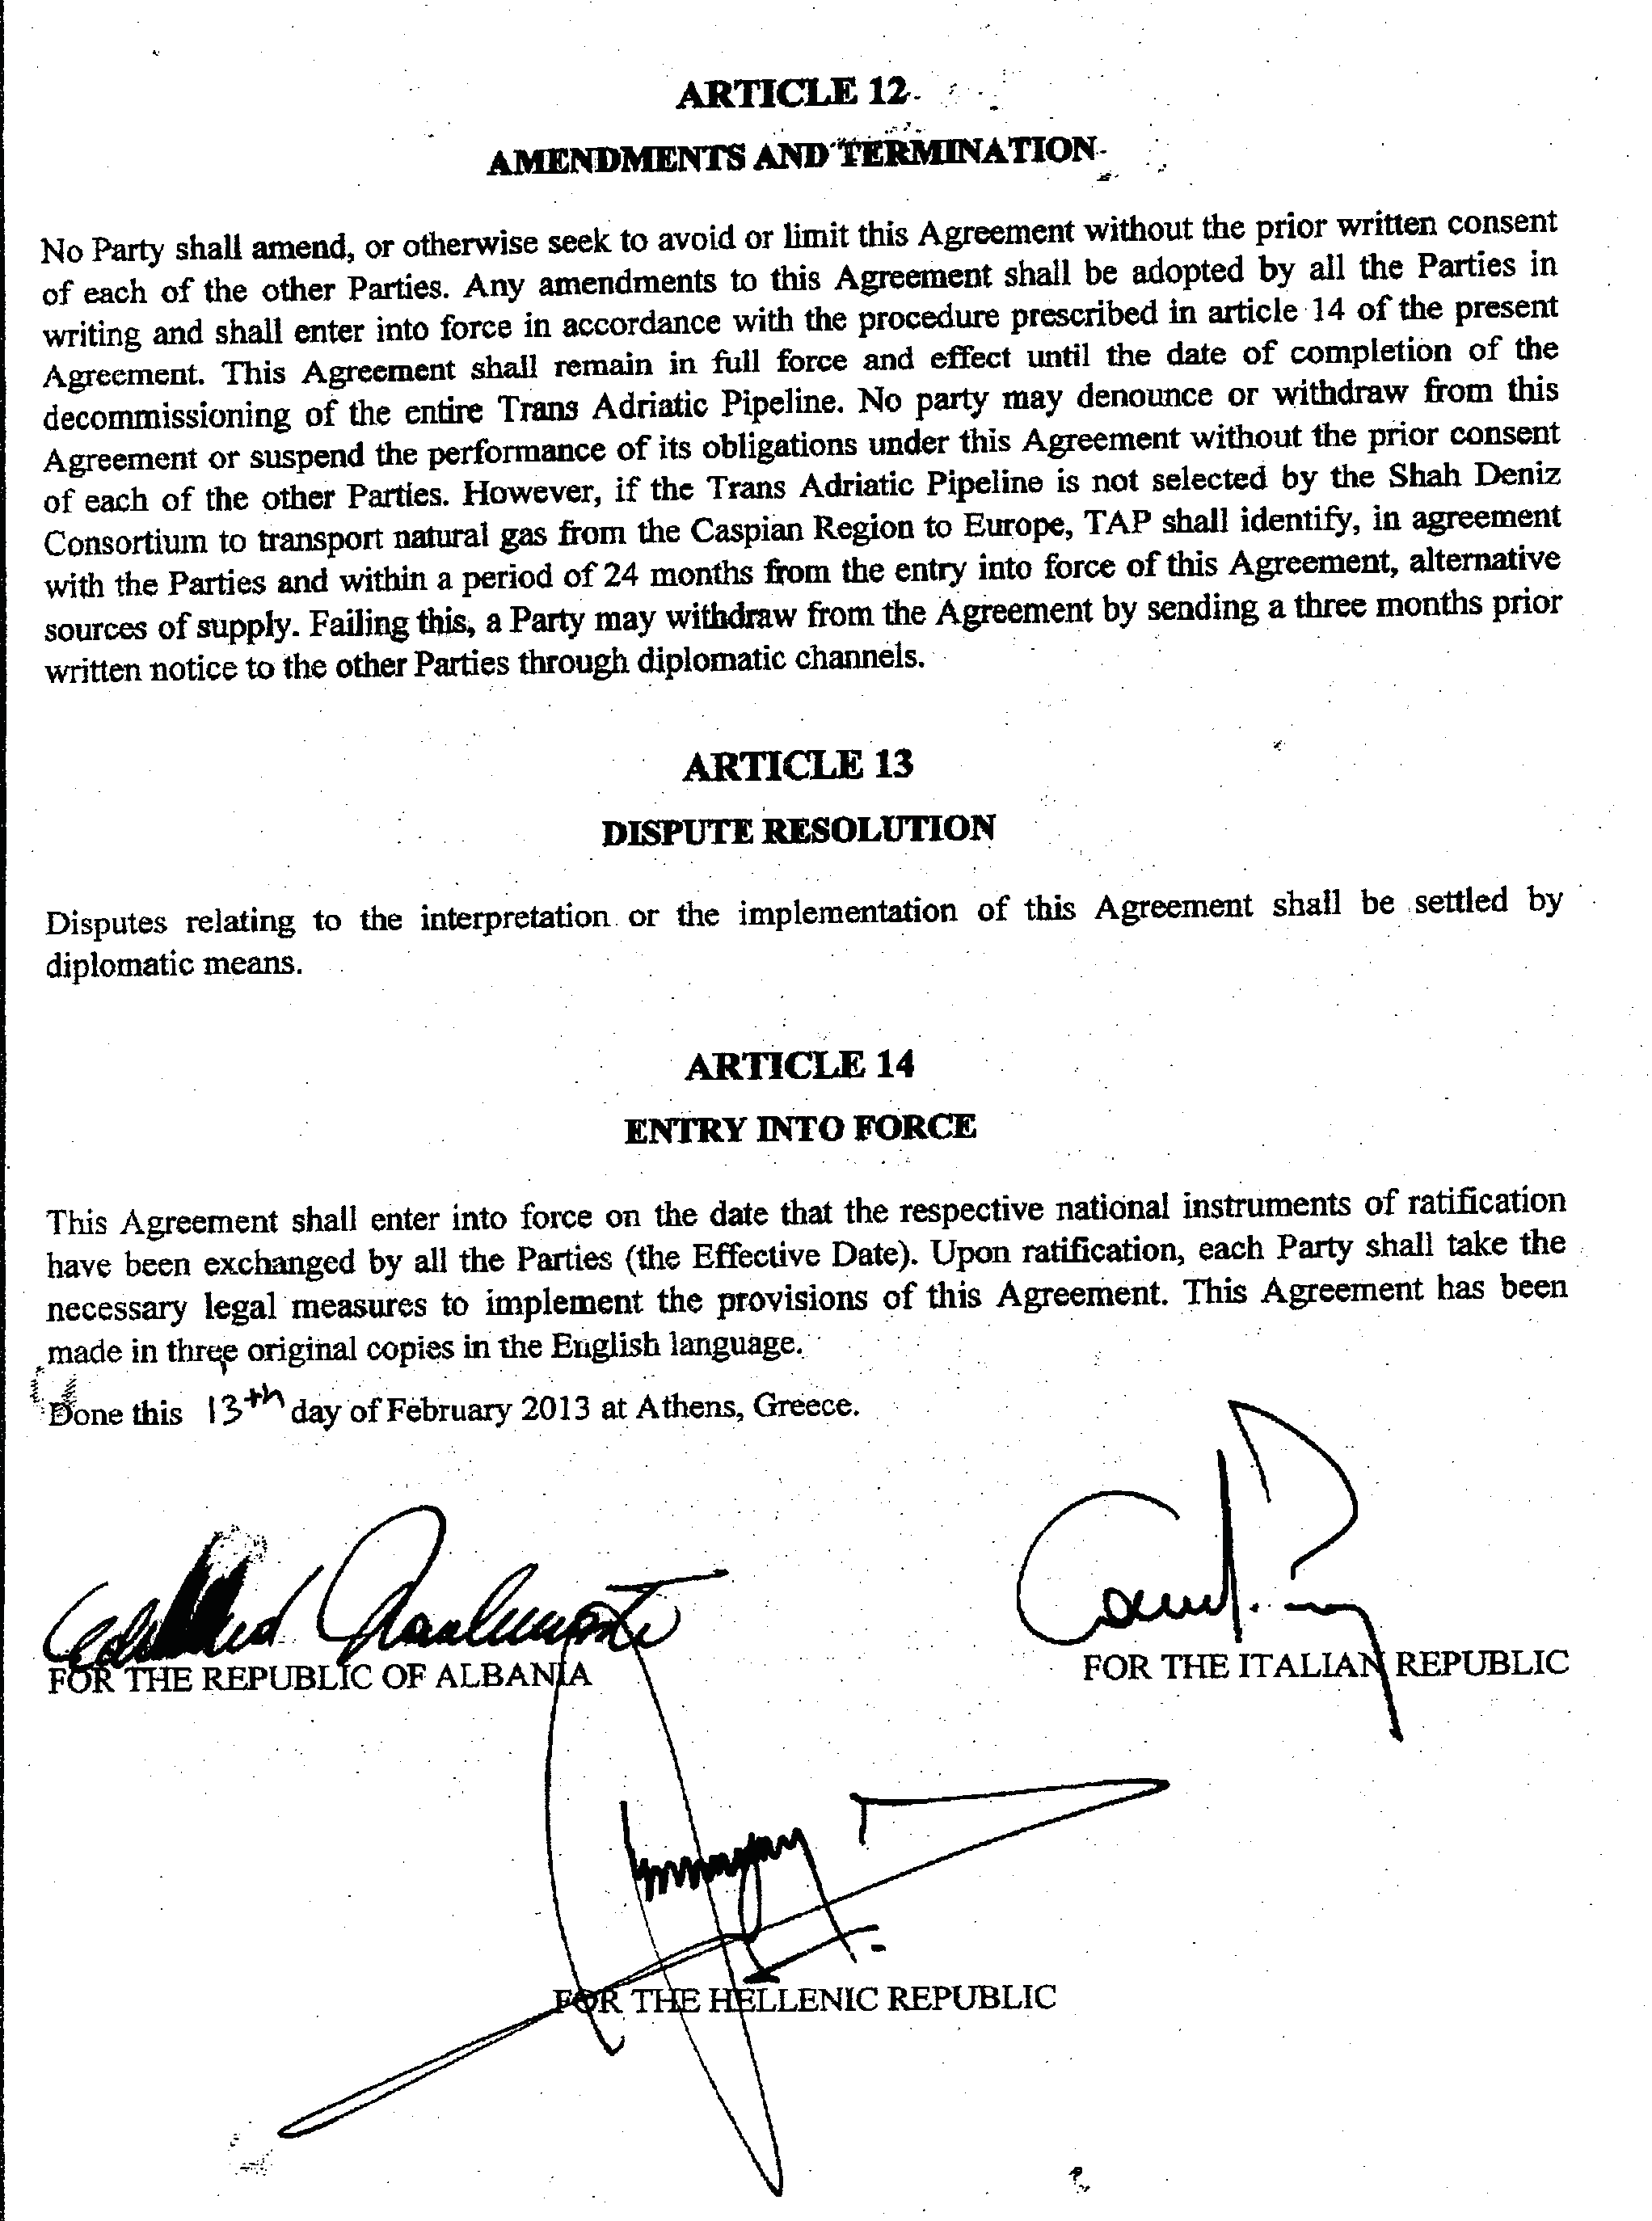 ARTICLE 12
AMENDMENTS AND TERMINATION
No Party shall amend, or otherwise seek to avoid or limit this Agreement without the prior written consent
of each of the other Parties. Any amendments to this Agreement shall be adopted by all the Parties in
writing and shall enter into force in accordance with the procedure prescribed in article 14 of the present
Agreement. This Agreement shall remain in full force and effect until the date of completion of the
decommissioning of the entire Trans Adriatic Pipeline. No party may denounce or withdraw from this
Agreement or suspend the performance of its obligations under this Agreement without the prior consent
of each of the other Parties. However, if the Trans Adriatic Pipeline is not selected by the Shah Deniz
Consortium to transport natural gas from the Caspian Region to Europe, TAP shall identify, in agreement
with the Parties and within a period of 24 months from the entry into force of this Agreement, alternative
sources of supply. Failing this, a Party may withdraw from the Agreement by sending a three months prior
written notice to the other Parties through diplomatic channels.
ARTICLE 13
DISPUTE RESOLUTION
Disputes relating to the interpretation or the implementation of this Agreement shall be settled by
diplomatic means.
ARTICLE 14
ENTRY INTO FORCE
This Agreement shall enter into force on the date that the respective national instruments of ratification
have been exchanged by all the Parties (the Effective Date). Upon ratification, each Party shall take the
necessary legal measures to implement the provisions of this Agreement. This Agreement has been
made in three original copies in the English language.
Done this 13th day of February 2013 at Athens, Greece.
FOR THE REPUBLIC OF ALBANIA
FOR THE ITALIAN REPUBLIC
FOR THE HELLENIC REPUBLIC